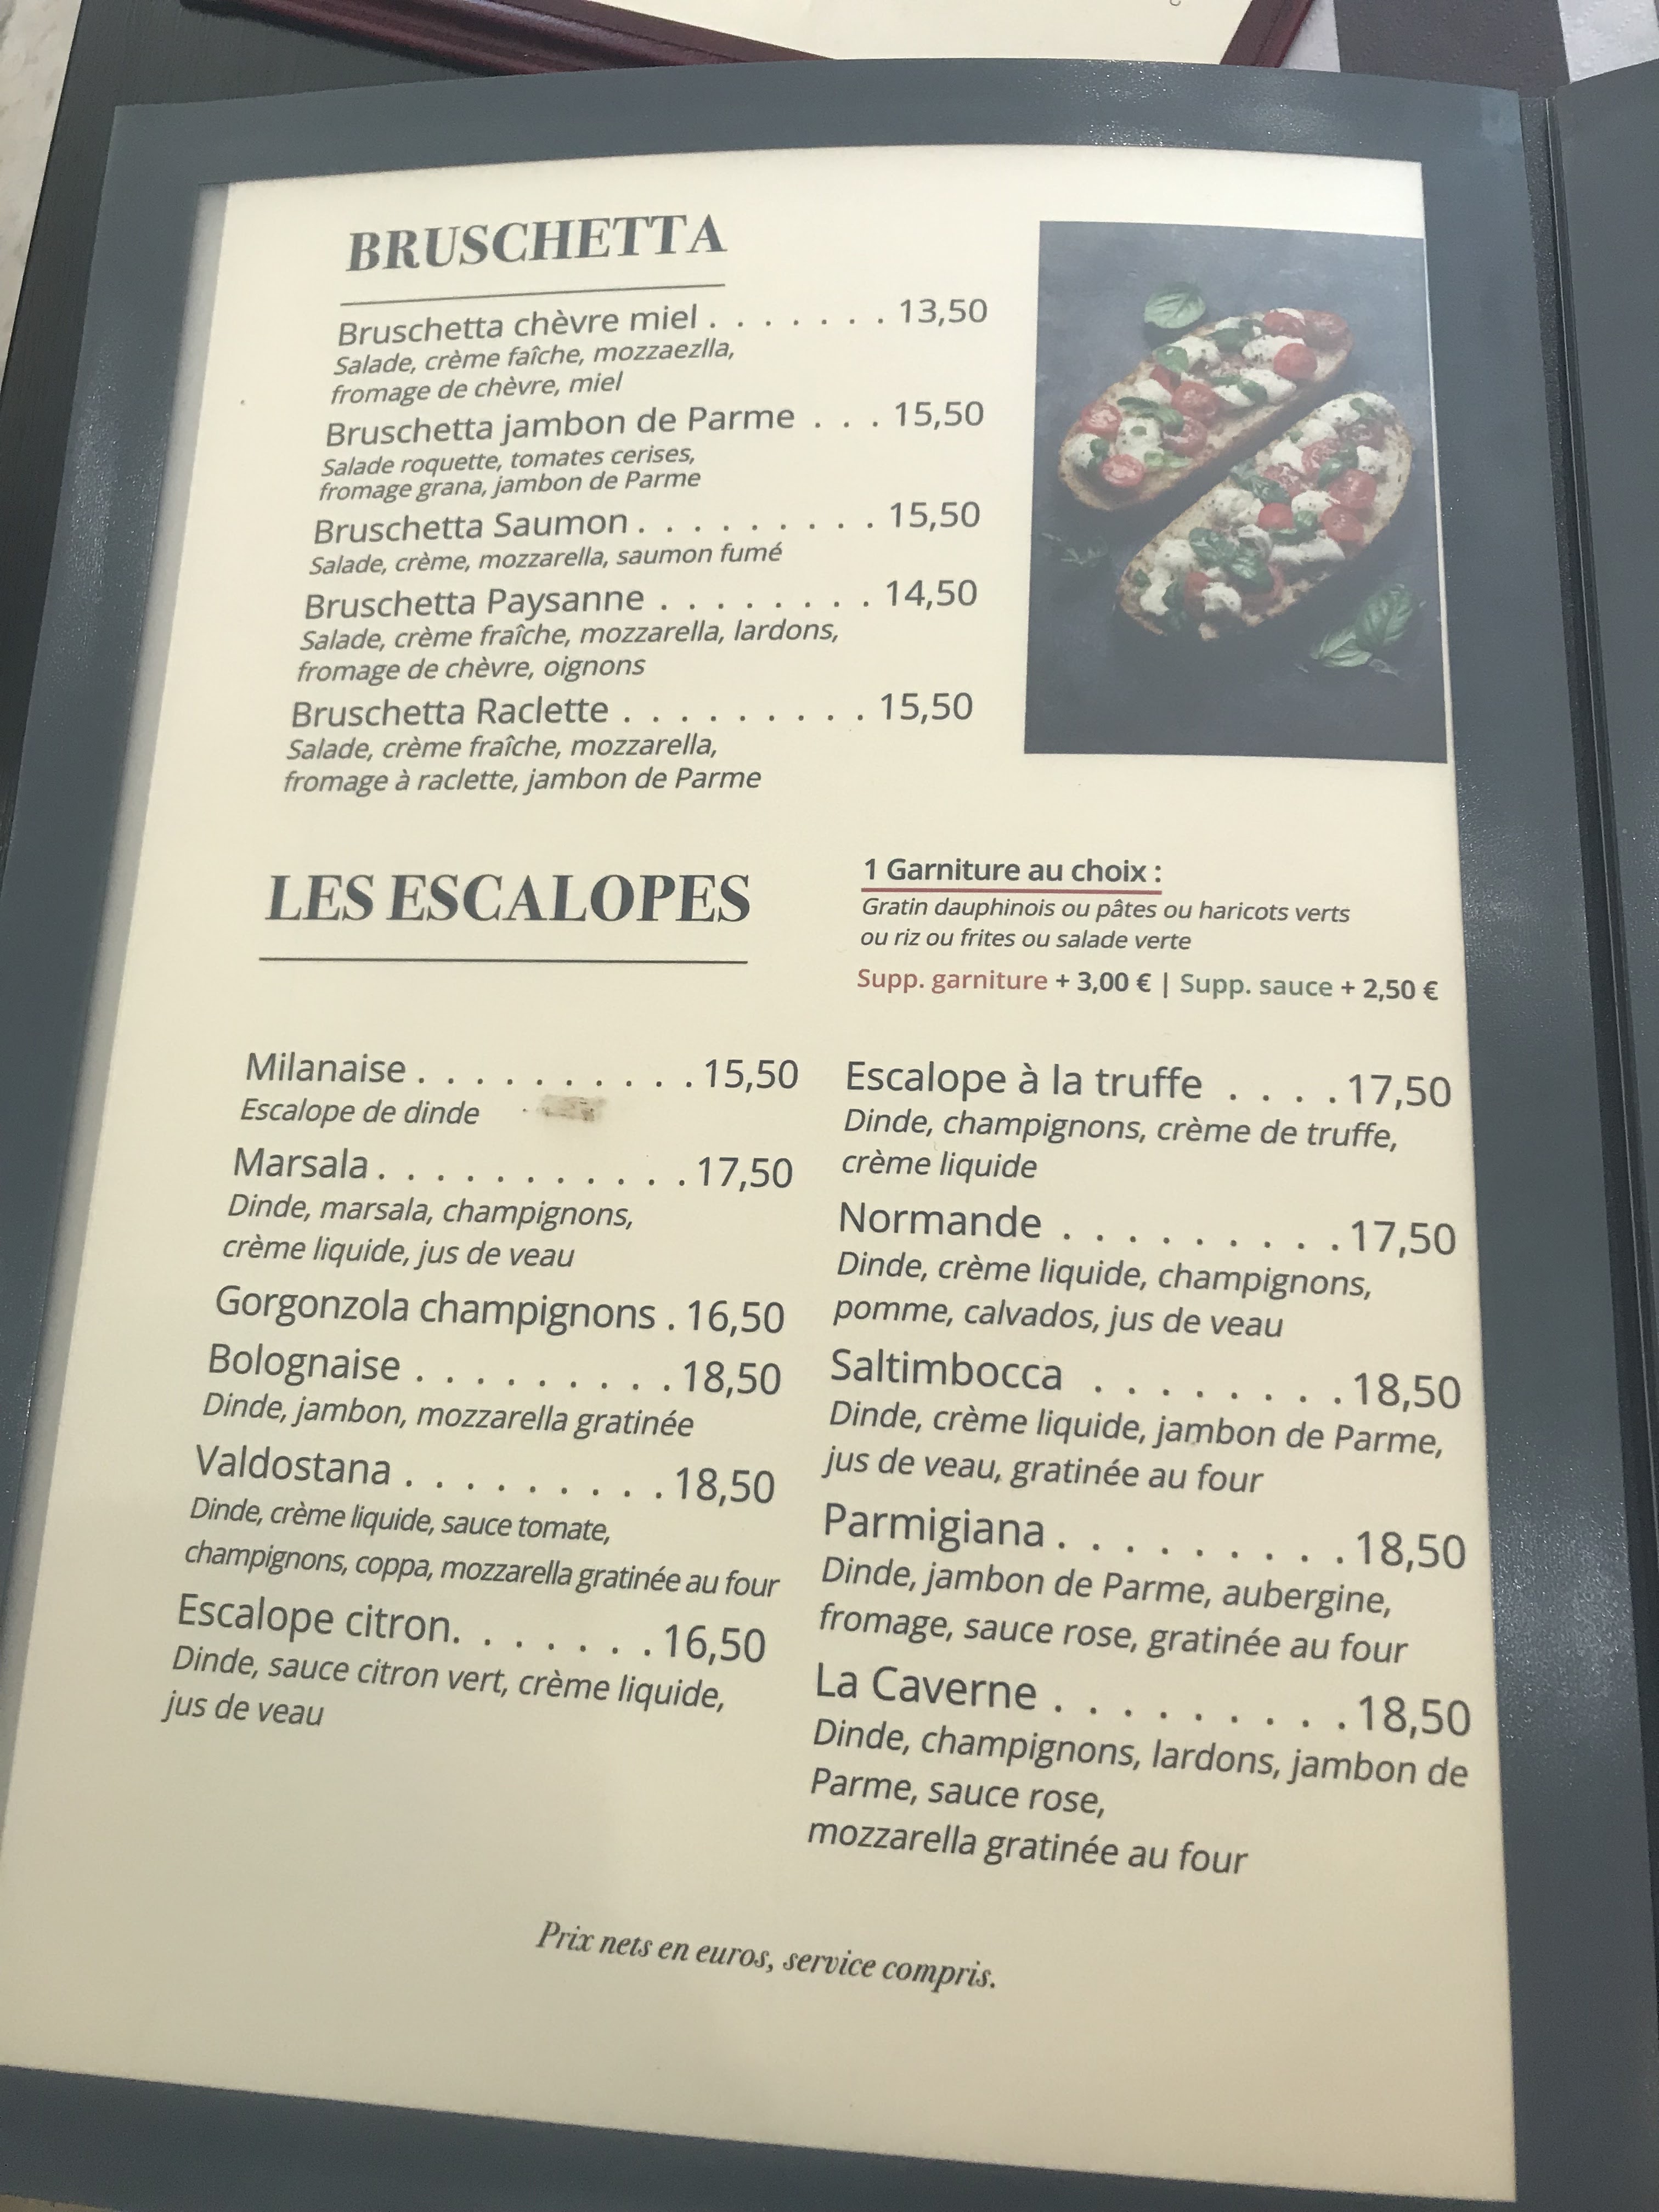 BRUSCHETTA
Bruschetta chèvre miel . . . . . . . 13,50
Salade, crème faîche, mozzaezlla,
fromage de chèvre, miel
Bruschetta jambon de Parme . . . 15,50
Salade roquette, tomates cerises,
fromage grana, jambon de Parme
Bruschetta Saumon . . . . . . . . . 15,50
Salade, crème, mozzarella, saumon fumé
Bruschetta Paysanne . . . . . . . . 14,50
Salade, crème fraîche, mozzarella, lardons,
fromage de chèvre, oignons
Bruschetta Raclette . . . . . . . . . 15,50
Salade, crème fraîche, mozzarella,
fromage à raclette, jambon de Parme
LES ESCALOPES
1 Garniture au choix :
Gratin dauphinois ou pâtes ou haricots verts
ou riz ou frites ou salade verte
Supp. garniture + 3,00 € | Supp. sauce + 2,50 €
Milanaise . . . . . . . . . . 15,50
Escalope de dinde
Marsala . . . . . . . . . . . 17,50
Dinde, marsala, champignons,
crème liquide, jus de veau
Gorgonzola champignons . 16,50
Bolognaise . . . . . . . . . 18,50
Dinde, jambon, mozzarella gratinée
Valdostana . . . . . . . . . 18,50
Dinde, crème liquide, sauce tomate,
champignons, coppa, mozzarella gratinée au four
Escalope citron. . . . . . . . 16,50
Dinde, sauce citron vert, crème liquide,
jus de veau
Escalope à la truffe . . . . 17,50
Dinde, champignons, crème de truffe,
crème liquide
Normande . . . . . . . . . 17,50
Dinde, crème liquide, champignons,
pomme, calvados, jus de veau
Saltimbocca . . . . . . . . 18,50
Dinde, crème liquide, jambon de Parme,
jus de veau, gratinée au four
Parmigiana . . . . . . . . . 18,50
Dinde, jambon de Parme, aubergine,
fromage, sauce rose, gratinée au four
La Caverne . . . . . . . . . 18,50
Dinde, champignons, lardons, jambon de
Parme, sauce rose,
mozzarella gratinée au four
Prix nets en euros, service compris.